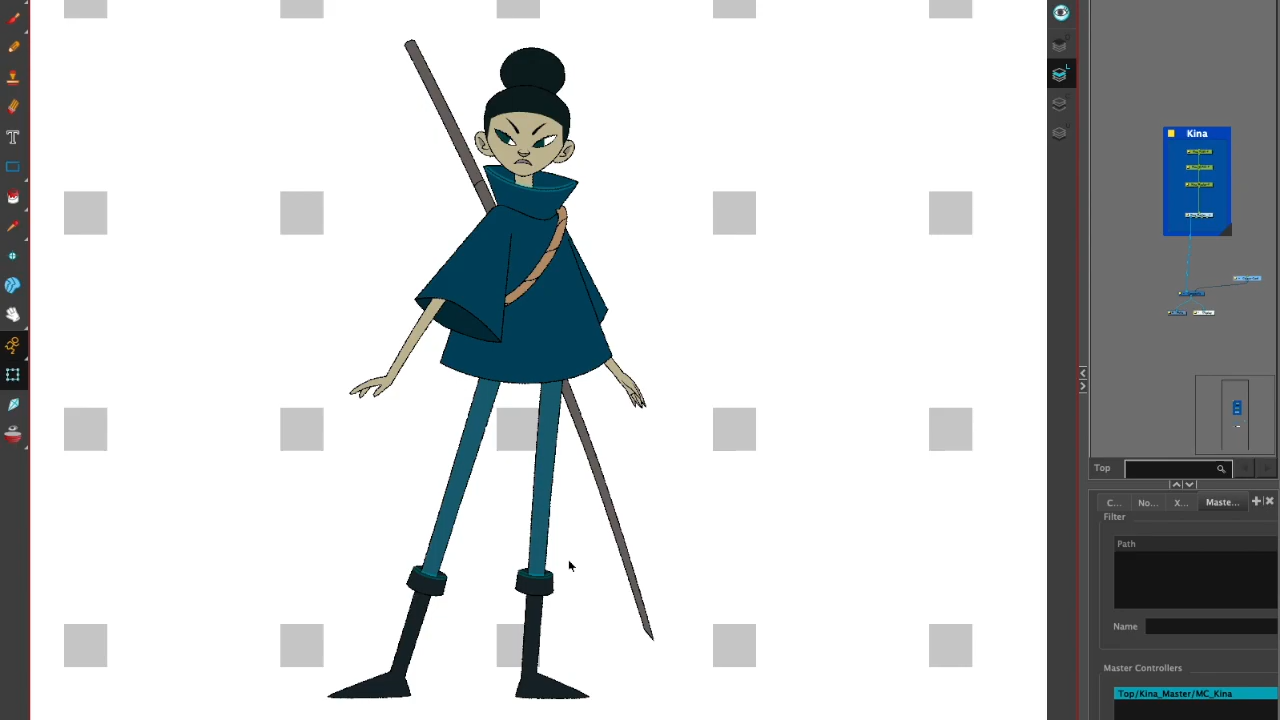 Kina
Top
C...
No...
X...
Maste...
Filter
Path
Name
Master Controllers
Top/Kina_Master/MC_Kina